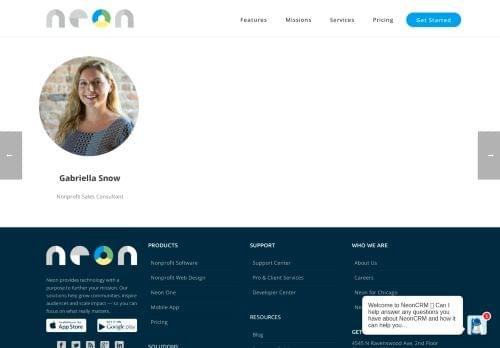 neon
Features
Missions
Services
Pricing
Get Started
←
→
Gabriella Snow
Nonprofit Sales Consultant
neon
Neon provides technology with a
purpose to further your mission. Our
solutions help grow communities, inspire
audiences and scale impact — so you
can focus on what really matters.
App Store
Google play
PRODUCTS
Nonprofit Software
Nonprofit Web Design
Neon One
Mobile App
Pricing
SOLUTIONS
SUPPORT
Support Center
Pro & Client Services
Developer Center
RESOURCES
Blog
WHO WE ARE
About Us
Careers
Neon for Chicago
GET
4545 N Ravenswood Ave, 2nd Floor
Welcome to NeonCRM Can I
help answer any questions you
have about NeonCRM and how it
can help you...
1